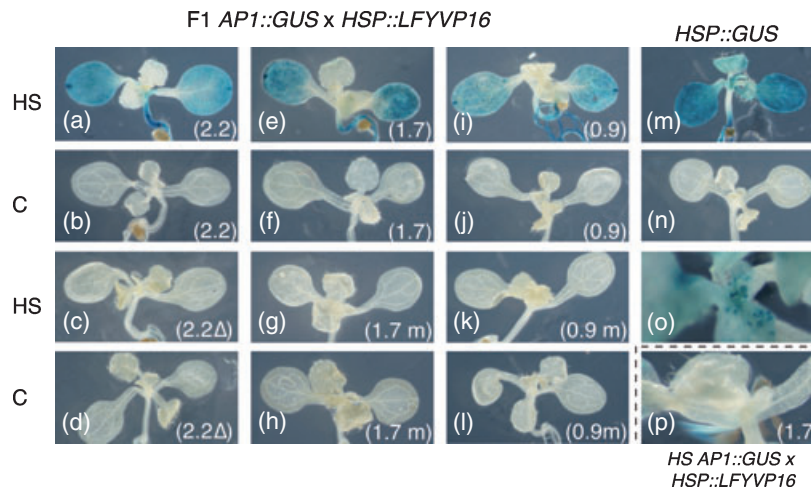 F1 AP1::GUS x HSP::LFYVP16
HSP::GUS
HS
(a) (2.2) (e) (1.7) (i) (0.9) (m)
C
(b) (2.2) (f) (1.7) (j) (0.9) (n)
HS
(c) (2.2Δ) (g) (1.7 m) (k) (0.9 m) (o)
C
(d) (2.2Δ) (h) (1.7 m) (l) (0.9m) (p) (1.7
HS AP1::GUS x
HSP::LFYVP16